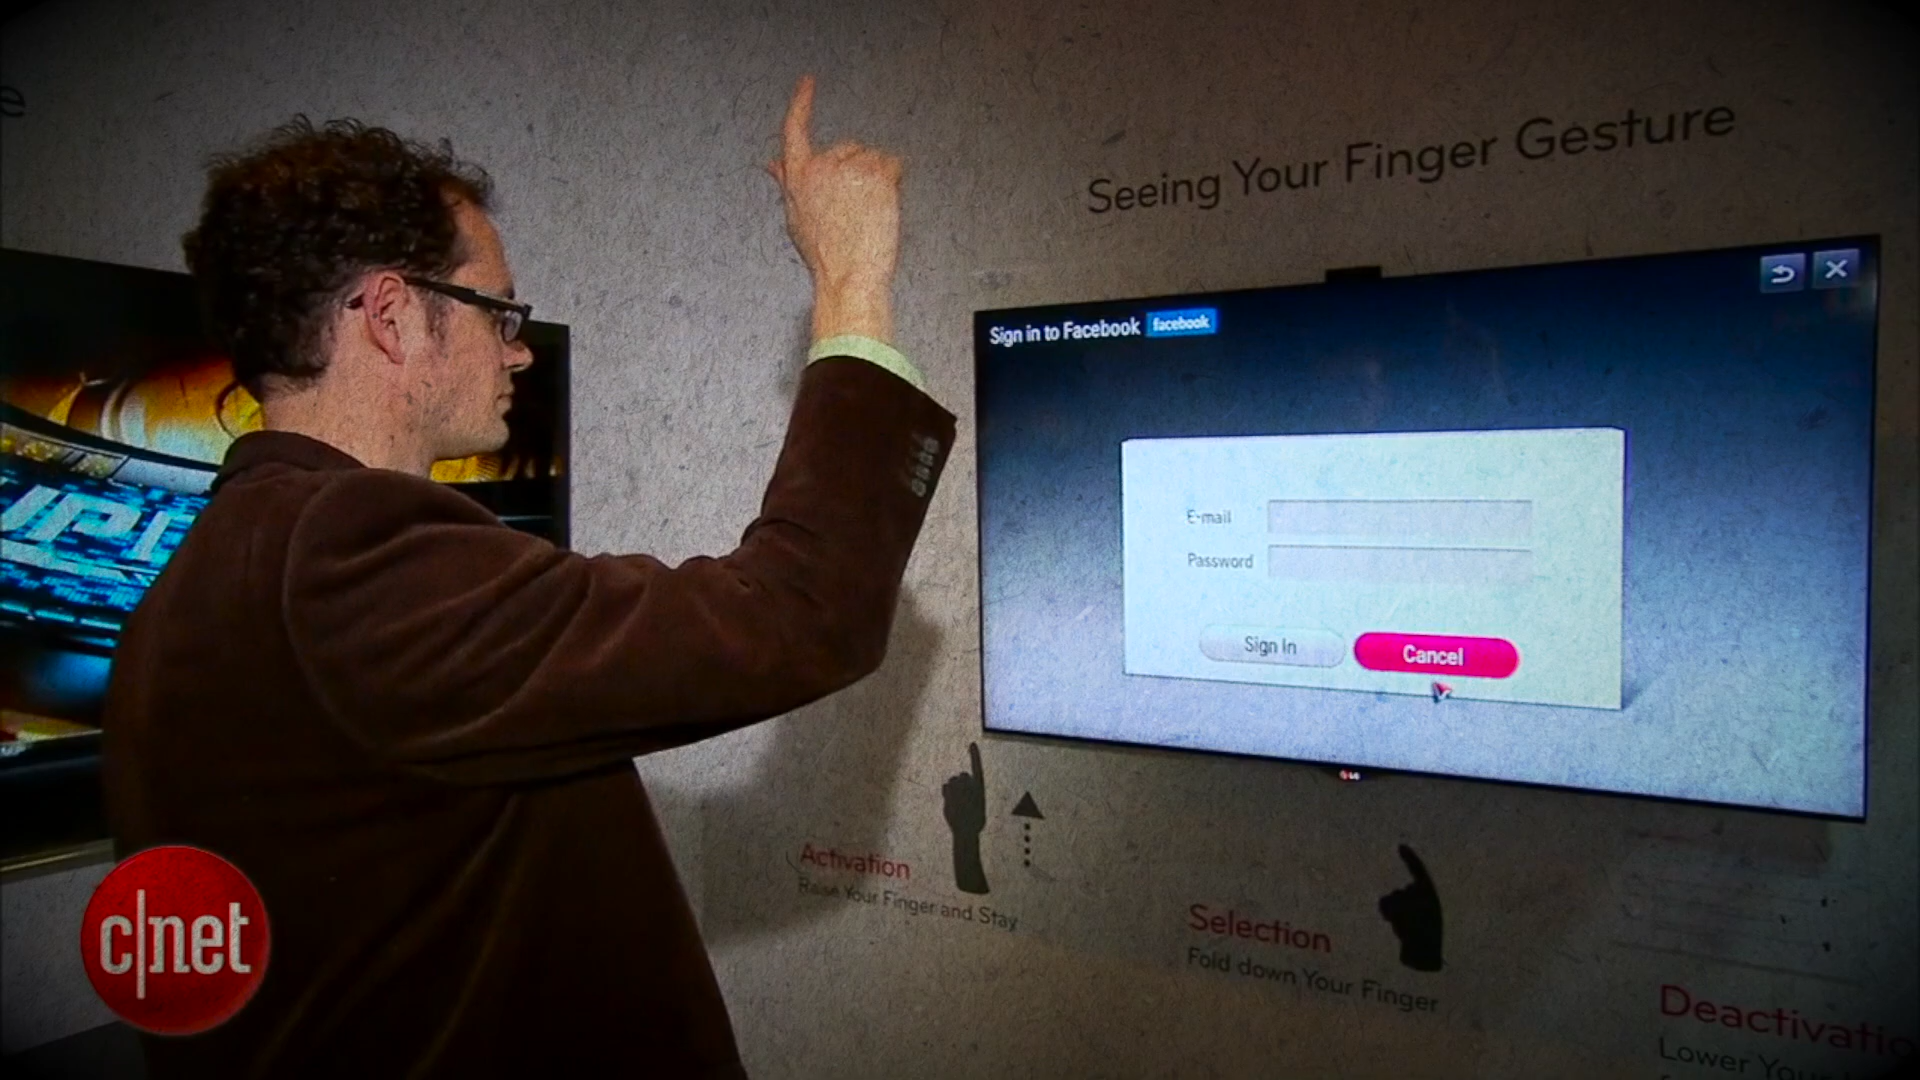 e
Seeing Your Finger Gesture
Sign in to Facebook facebook
E-mail
Password
Sign In Cancel
LG
Activation
Raise Your Finger and Stay
Selection
Fold down Your Finger
Deactivatio
Lower You
c|net